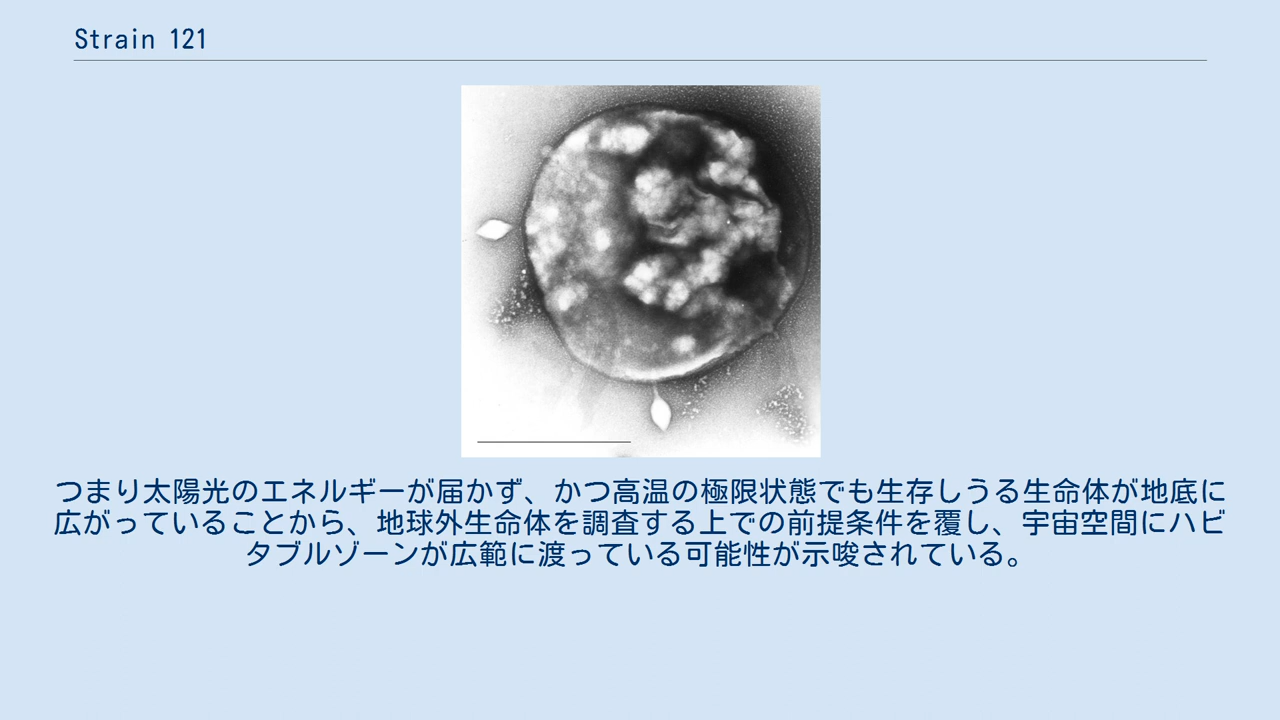 Strain 121
つまり太陽光のエネルギーが届かず、かつ高温の極限状態でも生存しうる生命体が地底に
広がっていることから、地球外生命体を調査する上での前提条件を覆し、宇宙空間にハビ
タブルゾーンが広範に渡っている可能性が示唆されている。